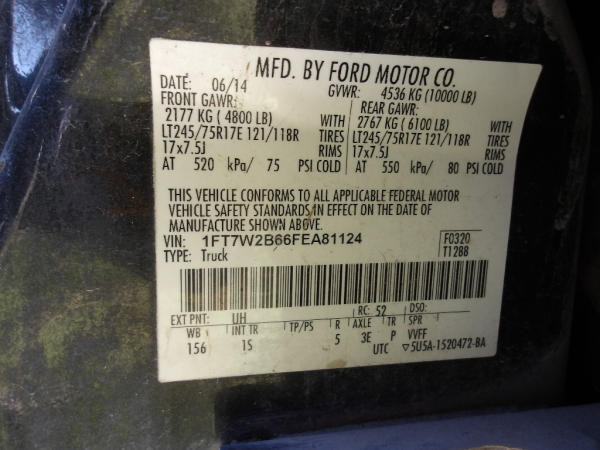 MFD. BY FORD MOTOR CO.
DATE: 06/14 GVWR: 4536 KG (10000 LB)
FRONT GAWR: REAR GAWR:
2177 KG ( 4800 LB) WITH 2767 KG ( 6100 LB) WITH
LT245/75R17E 121/118R TIRES LT245/75R17E 121/118R TIRES
17x7.5J RIMS 17x7.5J RIMS
AT 520 kPa/ 75 PSI COLD AT 550 kPa/ 80 PSI COLD
THIS VEHICLE CONFORMS TO ALL APPLICABLE FEDERAL MOTOR
VEHICLE SAFETY STANDARDS IN EFFECT ON THE DATE OF
MANUFACTURE SHOWN ABOVE.
VIN: 1FT7W2B66FEA81124 F0320
TYPE: Truck T1288
EXT PNT: UH RC: 52 DSO:
WB INT TR TP/PS R AXLE TR SPR
156 1S 5 3E P VVFF
UTC ▽5U5A-1520472-BA